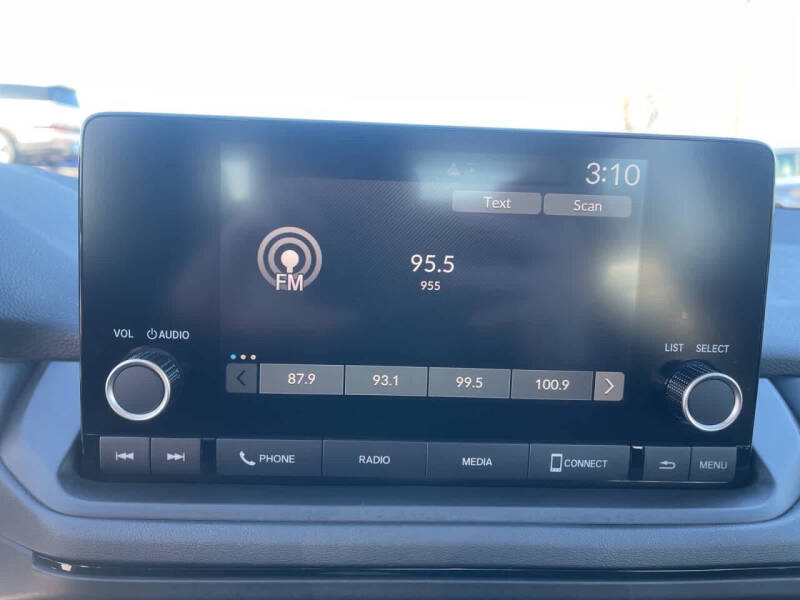 3:10
Text Scan
FM
95.5
955
VOL AUDIO
LIST SELECT
87.9 93.1 99.5 100.9
PHONE RADIO MEDIA CONNECT MENU